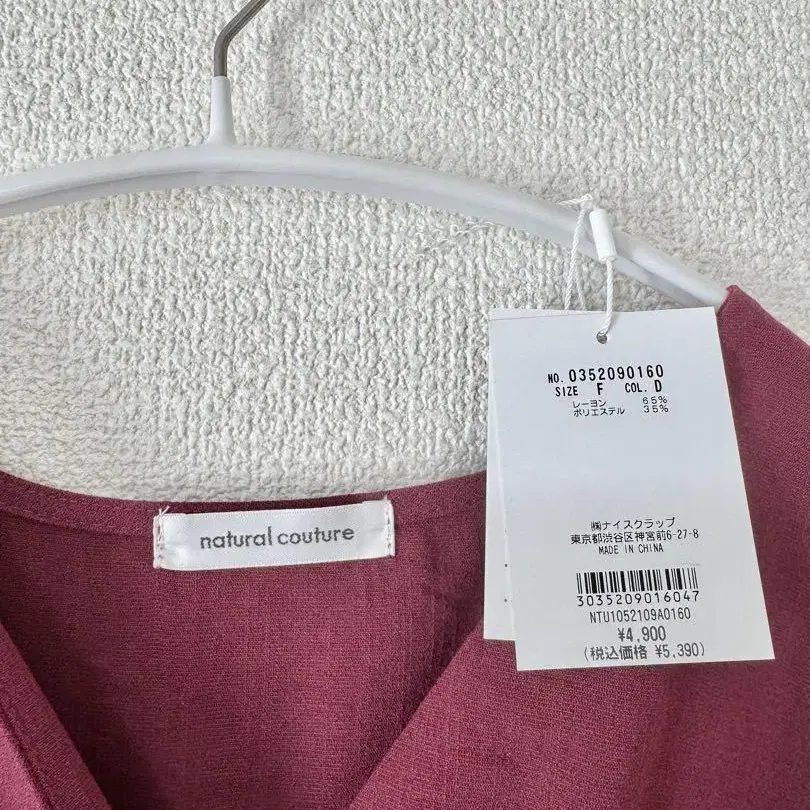 natural couture
NO. 0352090160
SIZE F COL. D
レーヨン 65%
ポリエステル 35%
㈱ナイスクラップ
東京都渋谷区神宮前6-27-8
MADE IN CHINA
3035209016047
NTU1052109A0160
¥4,900
(税込価格 ¥5,390)